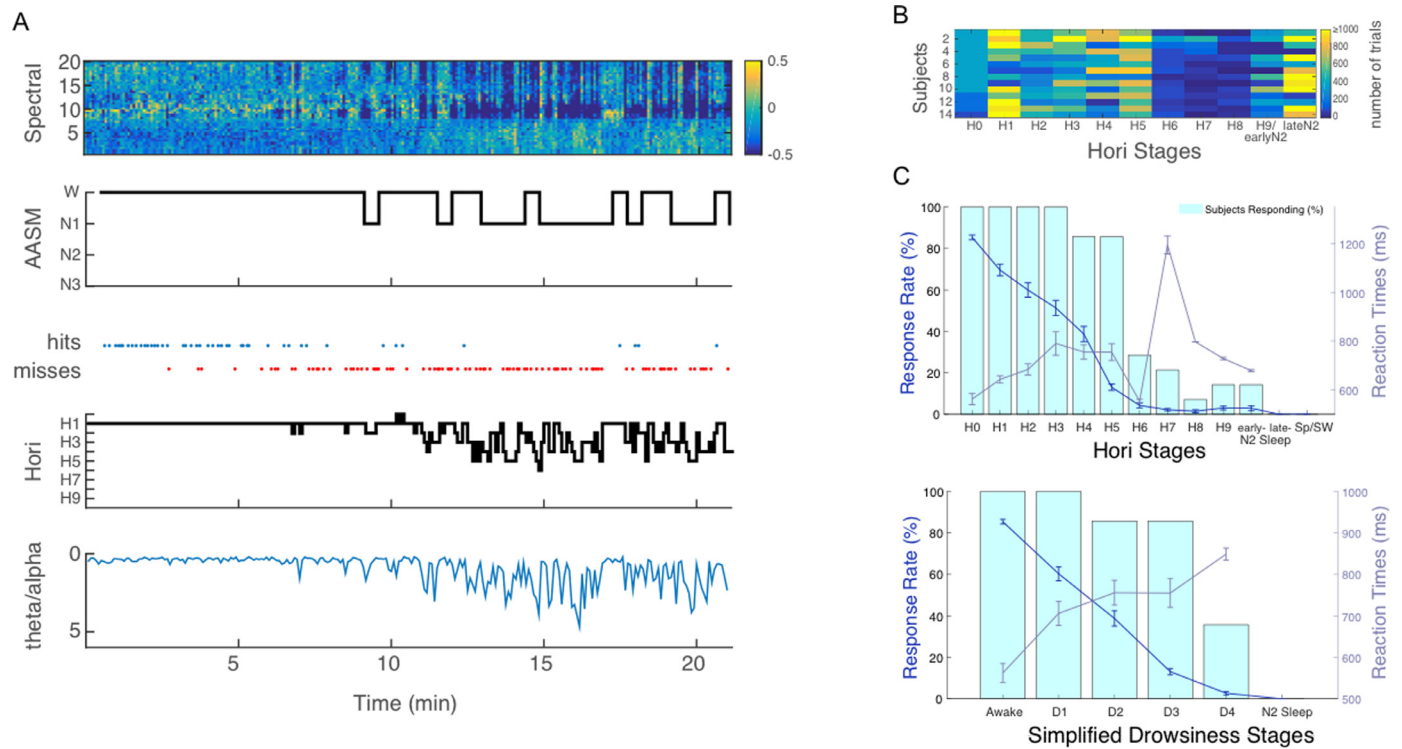 A
Spectral
20
15
10
5
0.5
0
-0.5
AASM
W
N1
N2
N3
hits
misses
Hori
H1
H3
H5
H7
H9
theta/alpha
0
5
5
10
15
20
Time (min)
B
Subjects
2
4
6
8
10
12
14
H0 H1 H2 H3 H4 H5 H6 H7 H8 H9/ lateN2
earlyN2
Hori Stages
≥1000
800
600
400
200
0
number of trials
C
Response Rate (%)
100
80
60
40
20
0
Subjects Responding (%)
1200
1000
800
600
Reaction Times (ms)
H0 H1 H2 H3 H4 H5 H6 H7 H8 H9 early- late- Sp/SW
N2 Sleep
Hori Stages
Response Rate (%)
100
80
60
40
20
0
1000
900
800
700
600
500
Reaction Times (ms)
Awake D1 D2 D3 D4 N2 Sleep
Simplified Drowsiness Stages